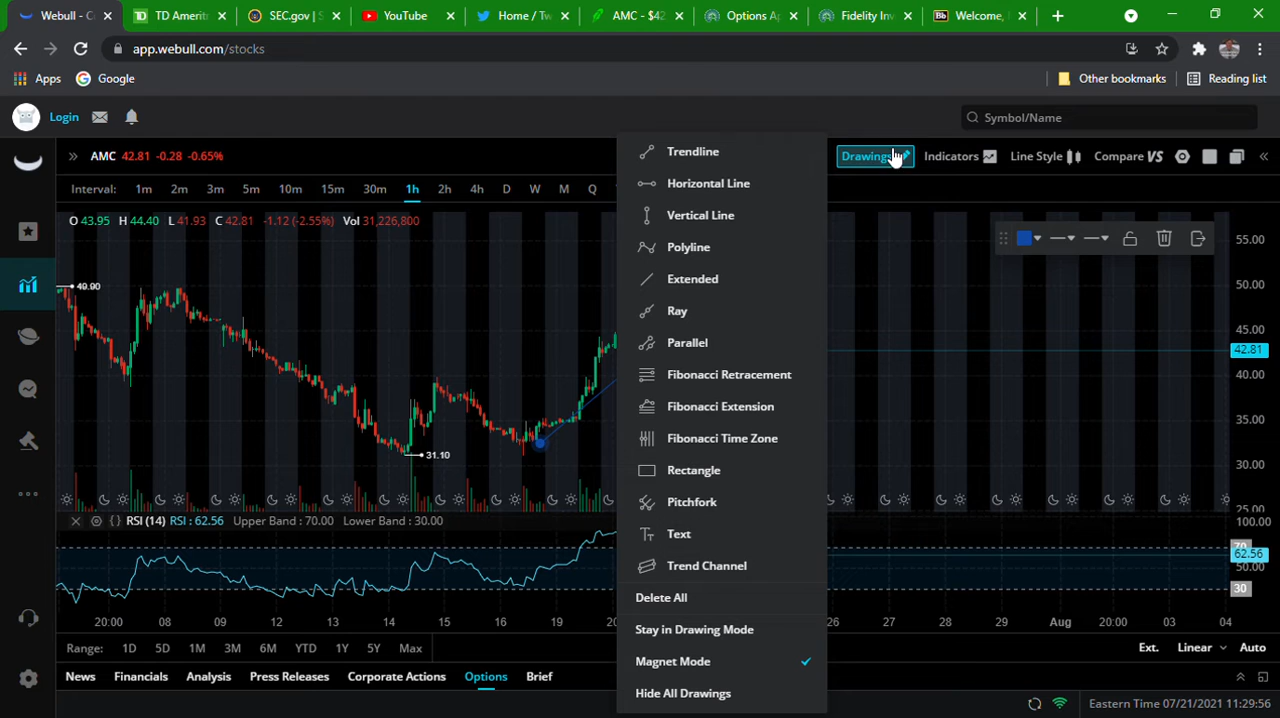 Webull - Co
TD Ameritr
SEC.gov | S
YouTube
Home / Tw
AMC - $42
Options Ap
Fidelity Inv
Bb
Welcome,
app.webull.com/stocks
Apps
Google
Other bookmarks
Reading list
Login
Symbol/Name
AMC 42.81 -0.28 -0.65%
Drawings
Indicators
Line Style
Compare VS
Interval: 1m 2m 3m 5m 10m 15m 30m 1h 2h 4h D W M Q
O 43.95 H 44.40 L 41.93 C 42.81 -1.12 (-2.55%) Vol 31,226,800
Trendline
Horizontal Line
Vertical Line
Polyline
Extended
Ray
Parallel
Fibonacci Retracement
Fibonacci Extension
Fibonacci Time Zone
Rectangle
Pitchfork
Text
Trend Channel
Delete All
Stay in Drawing Mode
Magnet Mode
Hide All Drawings
49.90
31.10
55.00
50.00
45.00
42.81
40.00
35.00
30.00
25.00
RSI (14) RSI : 62.56 Upper Band : 70.00 Lower Band : 30.00
100.00
70
62.56
50.00
30
20:00 08 09 12 13 14 15 16 19 20
26 27 28 29 Aug 20:00 03 04
Range: 1D 5D 1M 3M 6M YTD 1Y 5Y Max
Ext. Linear Auto
News Financials Analysis Press Releases Corporate Actions Options Brief
Eastern Time 07/21/2021 11:29:56